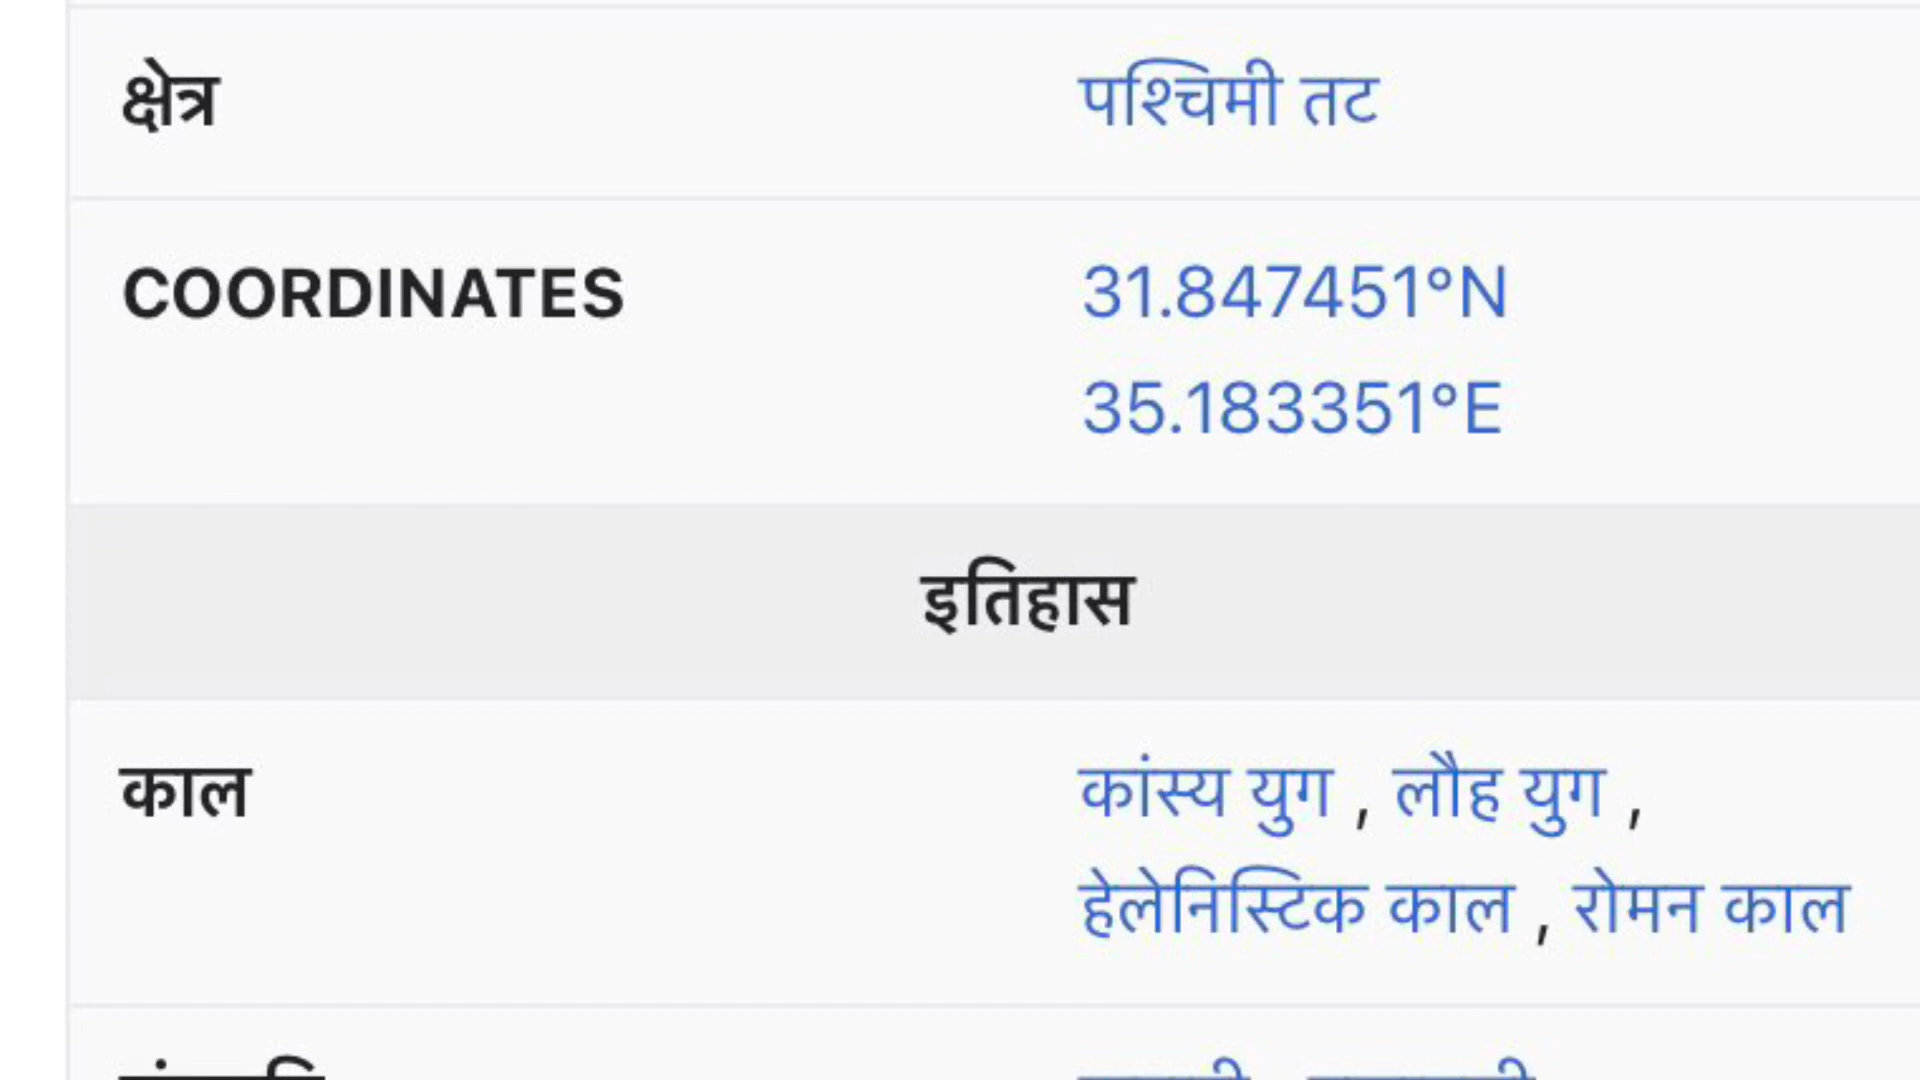 क्षेत्र पश्चिमी तट
COORDINATES 31.847451°N
35.183351°E
इतिहास
काल कांस्य युग , लौह युग ,
हेलेनिस्टिक काल , रोमन काल